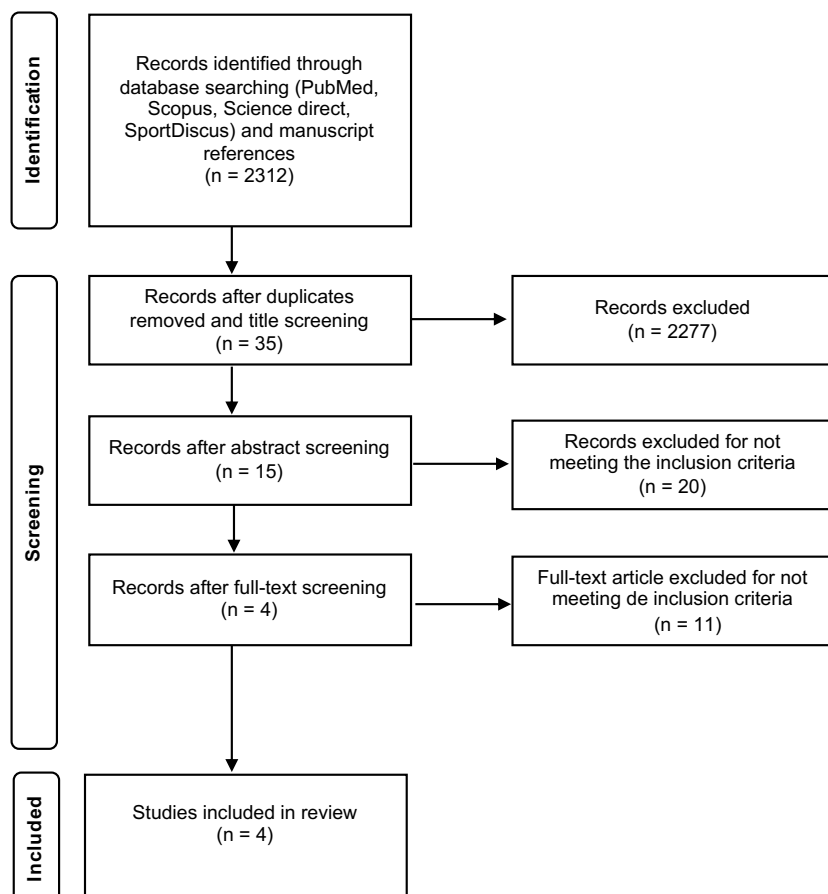 Identification
Records identified through
database searching (PubMed,
Scopus, Science direct,
SportDiscus) and manuscript
references
(n = 2312)
Screening
Records after duplicates
removed and title screening
(n = 35)
Records excluded
(n = 2277)
Records after abstract screening
(n = 15)
Records excluded for not
meeting the inclusion criteria
(n = 20)
Records after full-text screening
(n = 4)
Full-text article excluded for not
meeting de inclusion criteria
(n = 11)
Included
Studies included in review
(n = 4)